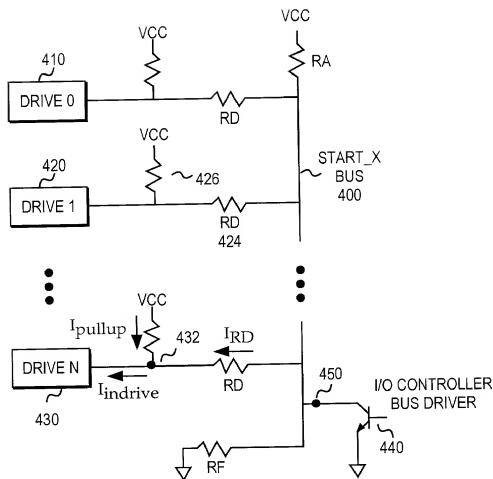 VCC
VCC
410
RA
DRIVE 0
RD
VCC
420
START_X
BUS
400
426
DRIVE 1
RD
424
VCC
Ipullup
432
IRD
DRIVE N
RD
450
I/O CONTROLLER
BUS DRIVER
Iindrive
430
440
RF